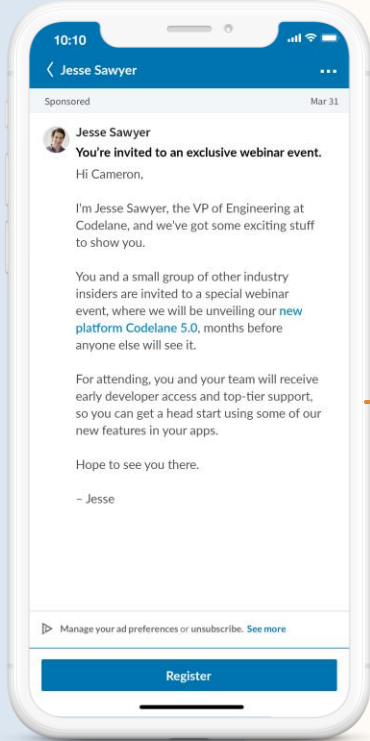 10:10
Jesse Sawyer
...
Sponsored Mar 31
Jesse Sawyer
You're invited to an exclusive webinar event.
Hi Cameron,
I'm Jesse Sawyer, the VP of Engineering at
Codelane, and we've got some exciting stuff
to show you.
You and a small group of other industry
insiders are invited to a special webinar
event, where we will be unveiling our new
platform Codelane 5.0, months before
anyone else will see it.
For attending, you and your team will receive
early developer access and top-tier support,
so you can get a head start using some of our
new features in your apps.
Hope to see you there.
– Jesse
Manage your ad preferences or unsubscribe. See more
Register